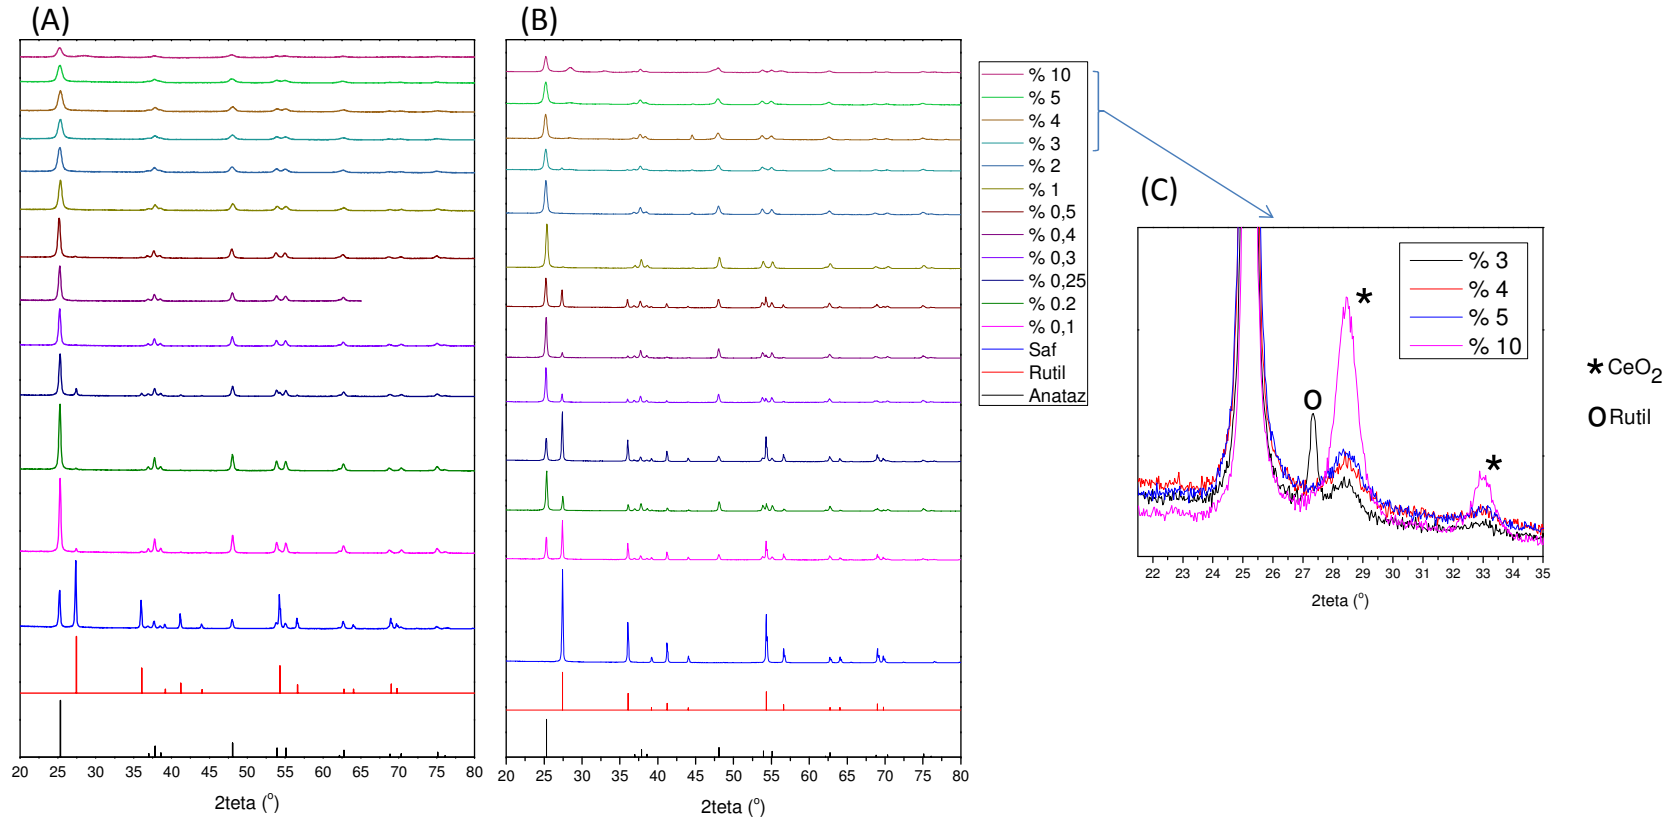 (A)
(B)
% 10
% 5
% 4
% 3
% 2
% 1
% 0,5
% 0,4
% 0,3
% 0,25
% 0.2
% 0,1
Saf
Rutil
Anataz
(C)
% 3
% 4
% 5
% 10
*
*
O
* CeO2
O Rutil
22 23 24 25 26 27 28 29 30 31 32 33 34 35
2teta (o)
20 25 30 35 40 45 50 55 60 65 70 75 80
2teta (o)
20 25 30 35 40 45 50 55 60 65 70 75 80
2teta (o)